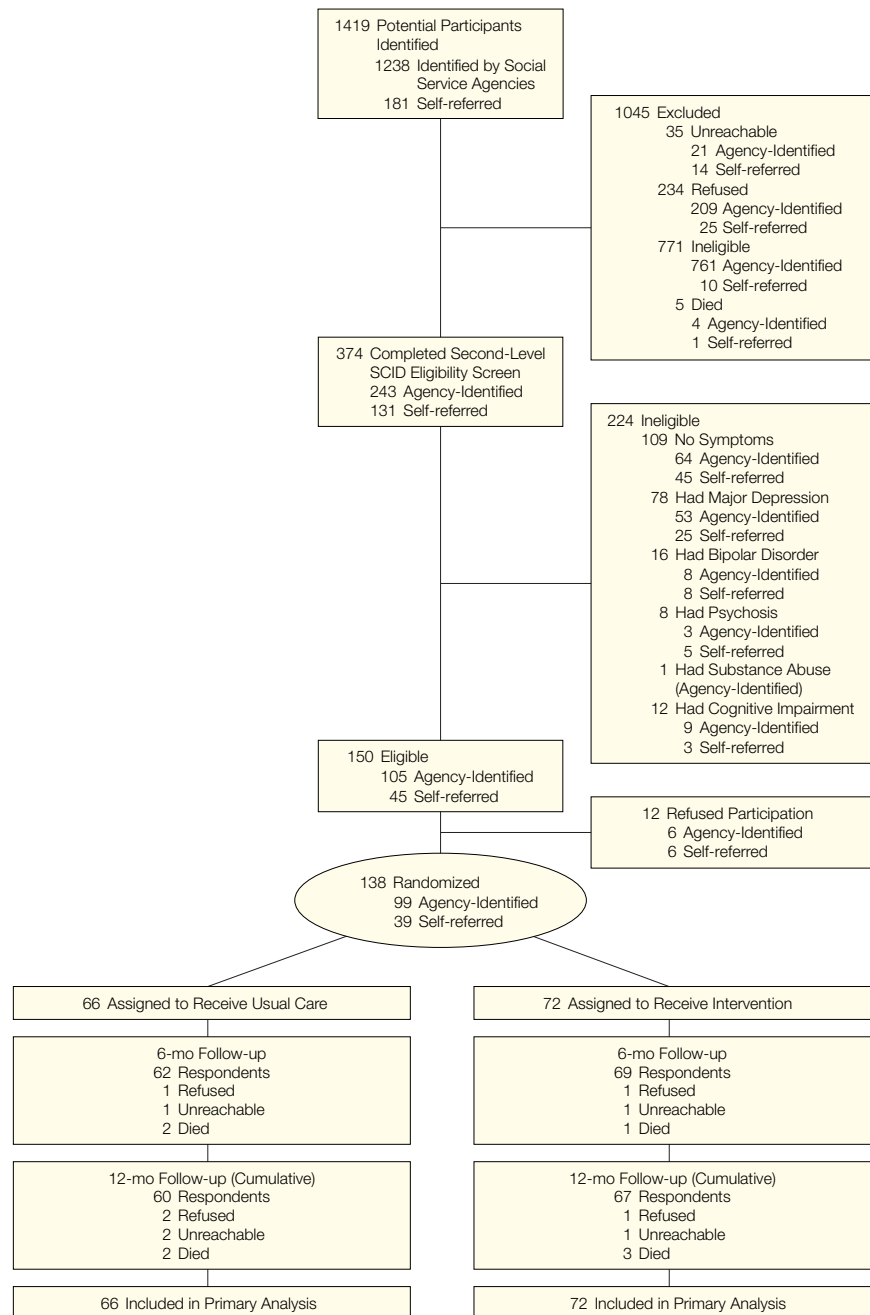 1419 Potential Participants
Identified
1238 Identified by Social
Service Agencies
181 Self-referred
1045 Excluded
35 Unreachable
21 Agency-Identified
14 Self-referred
234 Refused
209 Agency-Identified
25 Self-referred
771 Ineligible
761 Agency-Identified
10 Self-referred
5 Died
4 Agency-Identified
1 Self-referred
374 Completed Second-Level
SCID Eligibility Screen
243 Agency-Identified
131 Self-referred
224 Ineligible
109 No Symptoms
64 Agency-Identified
45 Self-referred
78 Had Major Depression
53 Agency-Identified
25 Self-referred
16 Had Bipolar Disorder
8 Agency-Identified
8 Self-referred
8 Had Psychosis
3 Agency-Identified
5 Self-referred
1 Had Substance Abuse
(Agency-Identified)
12 Had Cognitive Impairment
9 Agency-Identified
3 Self-referred
150 Eligible
105 Agency-Identified
45 Self-referred
12 Refused Participation
6 Agency-Identified
6 Self-referred
138 Randomized
99 Agency-Identified
39 Self-referred
66 Assigned to Receive Usual Care
6-mo Follow-up
62 Respondents
1 Refused
1 Unreachable
2 Died
12-mo Follow-up (Cumulative)
60 Respondents
2 Refused
2 Unreachable
2 Died
66 Included in Primary Analysis
72 Assigned to Receive Intervention
6-mo Follow-up
69 Respondents
1 Refused
1 Unreachable
1 Died
12-mo Follow-up (Cumulative)
67 Respondents
1 Refused
1 Unreachable
3 Died
72 Included in Primary Analysis